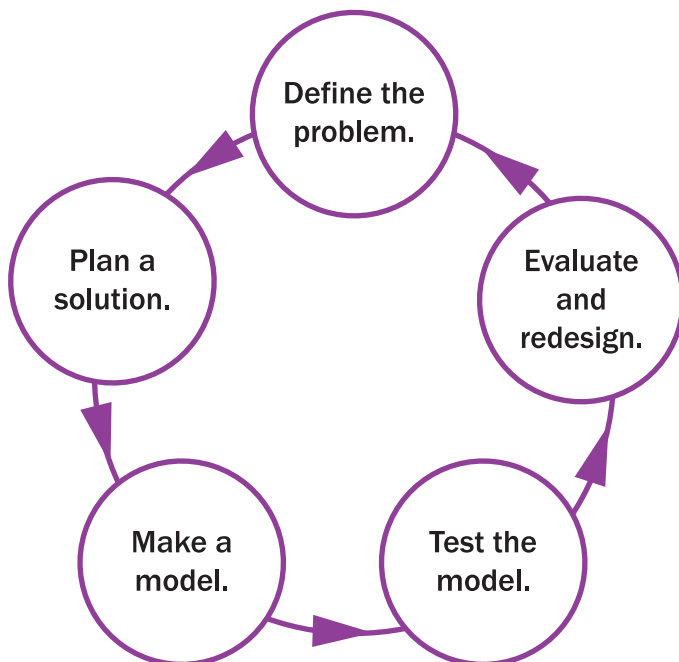 Define the
problem.
Plan a
solution.
Make a
model.
Test the
model.
Evaluate
and
redesign.